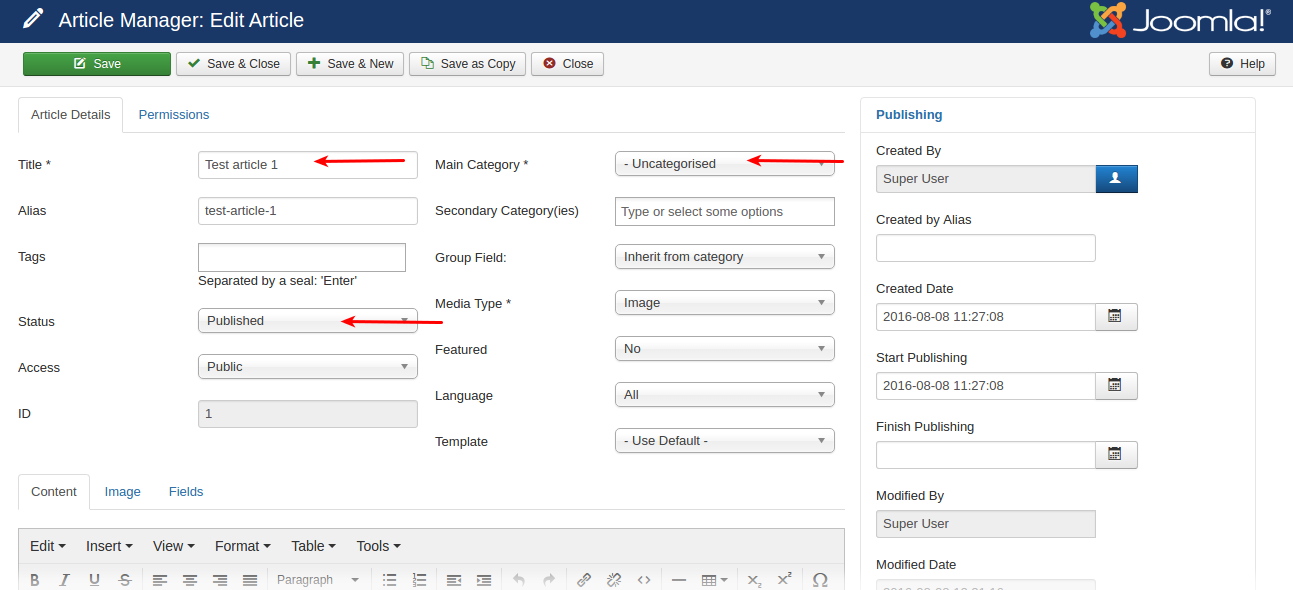 Article Manager: Edit Article
Joomla!®
Save
Save & Close
Save & New
Save as Copy
Close
Help
Article Details
Permissions
Title *
Test article 1
Alias
test-article-1
Tags
Separated by a seal: 'Enter'
Status
Published
Access
Public
ID
1
Main Category *
- Uncategorised
Secondary Category(ies)
Type or select some options
Group Field:
Inherit from category
Media Type *
Image
Featured
No
Language
All
Template
- Use Default -
Publishing
Created By
Super User
Created by Alias
Created Date
2016-08-08 11:27:08
Start Publishing
2016-08-08 11:27:08
Finish Publishing
Modified By
Super User
Modified Date
Content
Image
Fields
Edit
Insert
View
Format
Table
Tools
B I U S
Paragraph
X₂ X² Ω